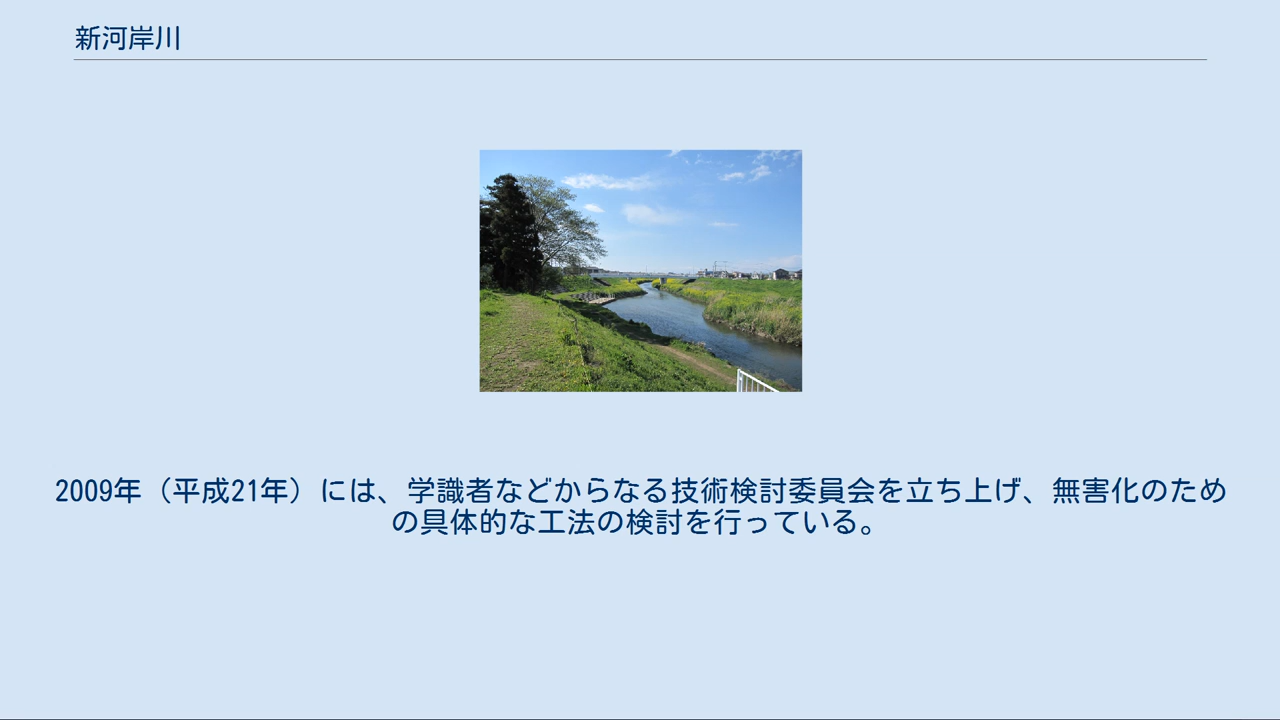 新河岸川
2009年（平成21年）には、学識者などからなる技術検討委員会を立ち上げ、無害化のため
の具体的な工法の検討を行っている。